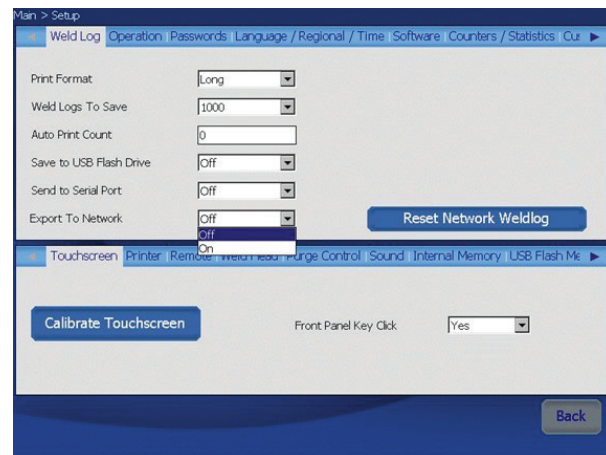 Main > Setup
Weld Log Operation Passwords Language / Regional / Time Software Counters / Statistics
Print Format Long
Weld Logs To Save 1000
Auto Print Count 0
Save to USB Flash Drive Off
Send to Serial Port Off
Export To Network Off Reset Network Weldlog
Off
On
Touchscreen Printer Remote Weld Head Purge Control Sound Internal Memory USB Flash
Calibrate Touchscreen Front Panel Key Click Yes
Back